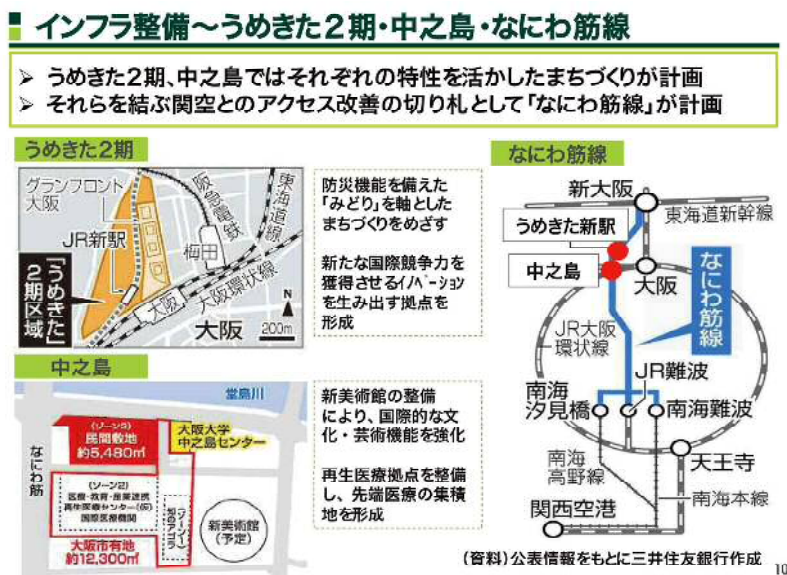 インフラ整備～うめきた2期・中之島・なにわ筋線
➢ うめきた2期、中之島ではそれぞれの特性を活かしたまちづくりが計画
➢ それらを結ぶ関空とのアクセス改善の切り札として「なにわ筋線」が計画
うめきた2期
グランフロント
大阪
JR新駅
阪急電鉄
東海道線
梅田
大阪
大阪環状線
「うめきた」
2期区域
大阪
N
200m
防災機能を備えた
「みどり」を軸とした
まちづくりをめざす
新たな国際競争力を
獲得させるイノベーション
を生み出す拠点を
形成
中之島
堂島川
なにわ筋
民間敷地
約5,480㎡
大阪大学
中之島センター
(ゾーン2)
医療・教育・産業連携
再生医療センター(仮)
国際医療機関
(ゾーン1)
大阪市有地
約12,300㎡
新美術館
(予定)
新美術館の整備
により、国際的な文
化・芸術機能を強化
再生医療拠点を整備
し、先端医療の集積
地を形成
なにわ筋線
新大阪
東海道新幹線
うめきた新駅
中之島
大阪
なにわ筋線
JR大阪
環状線
JR難波
南海
汐見橋
南海難波
天王寺
南海
高野線
南海本線
関西空港
(資料)公表情報をもとに三井住友銀行作成
10